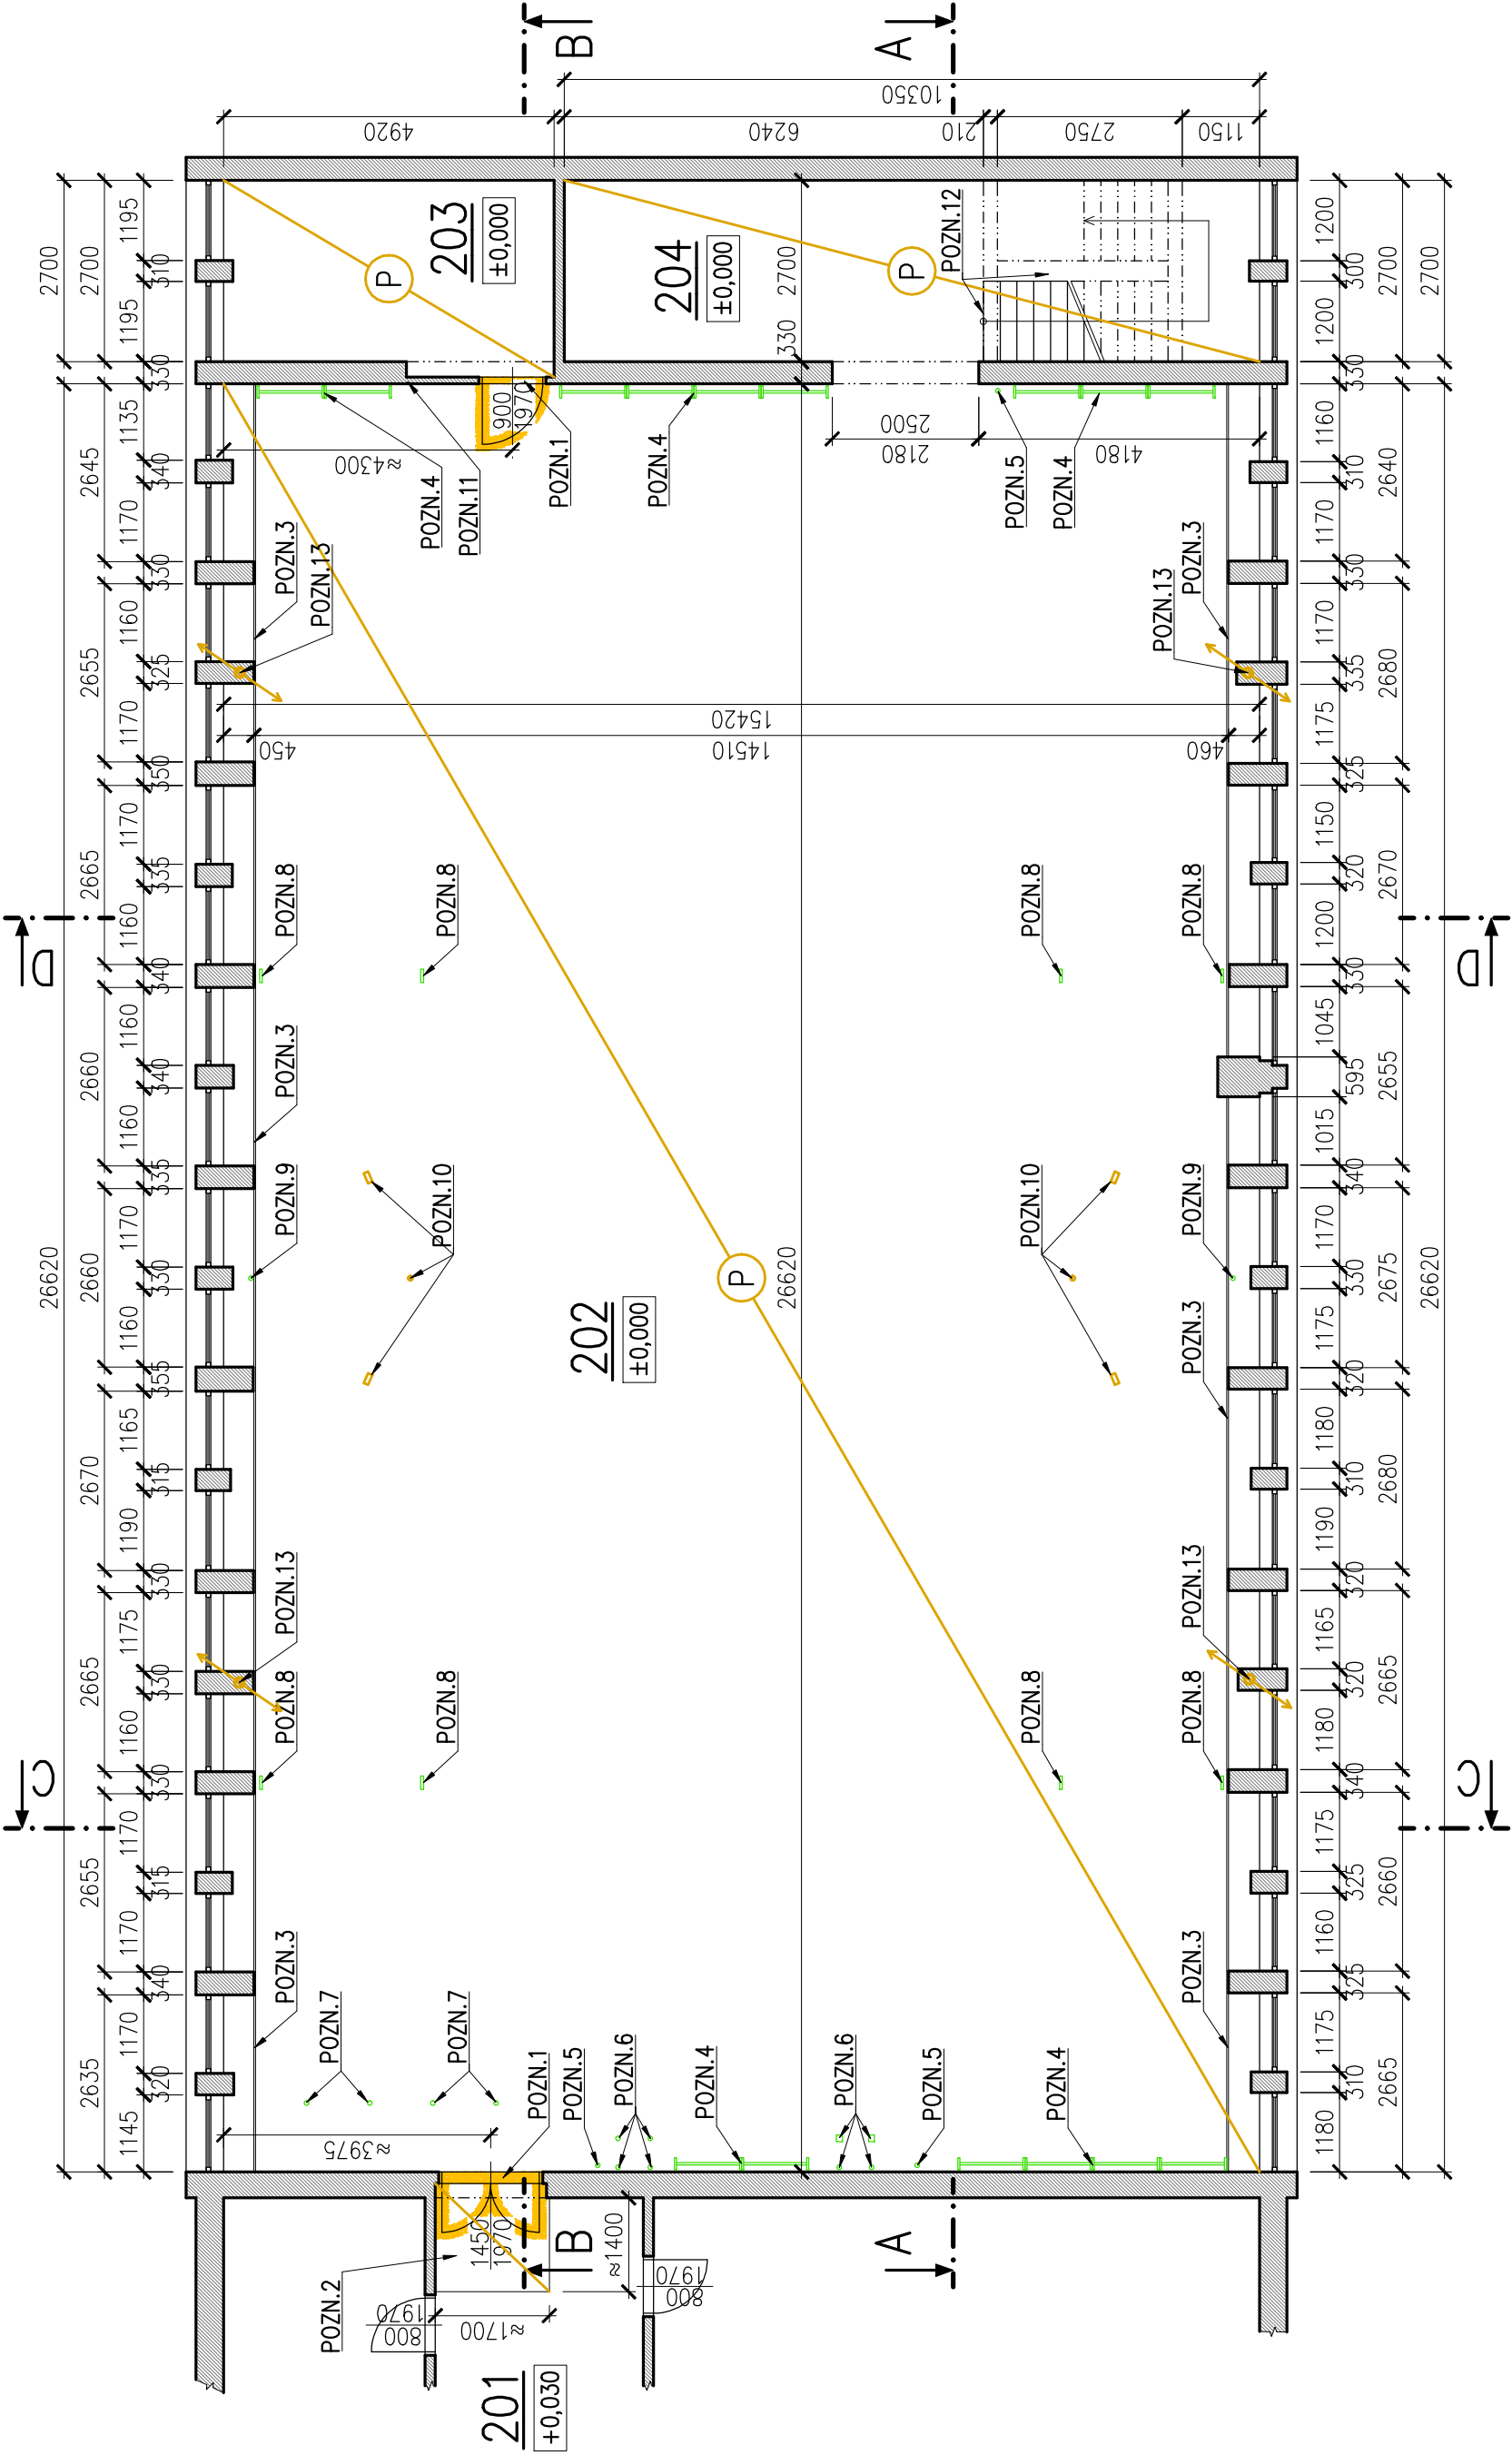 B
A
10350
4920
6240
210
2750
1150
2700
26620
2700
2645
2655
2665
2660
2660
2670
2665
2655
2635
1195
310
1195
330
1135
340
1170
330
1160
325
1170
350
1170
335
1160
340
1160
340
1160
335
1170
330
1160
355
1165
315
1190
330
1175
330
1160
330
1170
315
1170
340
1170
320
1145
D
C
P
203
±0,000
204
±0,000
2700
330
P
POZN.12
900
1970
≈4300
POZN.4
POZN.11
POZN.1
POZN.4
2500
2180
POZN.5
POZN.4
4180
POZN.3
POZN.13
POZN.13
POZN.3
15420
450
14510
460
POZN.8
POZN.8
POZN.8
POZN.8
POZN.3
POZN.9
POZN.10
POZN.10
POZN.9
P
202
±0,000
26620
POZN.3
POZN.13
POZN.13
POZN.8
POZN.8
POZN.8
POZN.8
POZN.3
POZN.7
POZN.7
POZN.1
POZN.5
POZN.6
POZN.4
POZN.6
POZN.5
POZN.4
POZN.3
≈3975
1450
1970
B
A
≈1400
POZN.2
1970
800
≈1700
1970
800
201
+0,030
1200
300
1200
330
1160
310
1170
330
1170
335
1175
325
1150
320
1200
330
1045
595
1015
340
1170
330
1175
320
1180
310
1190
320
1165
320
1180
340
1175
325
1160
325
1175
310
1180
2700
2640
2680
2670
2655
2675
2680
2665
2660
2665
2700
26620
D
C